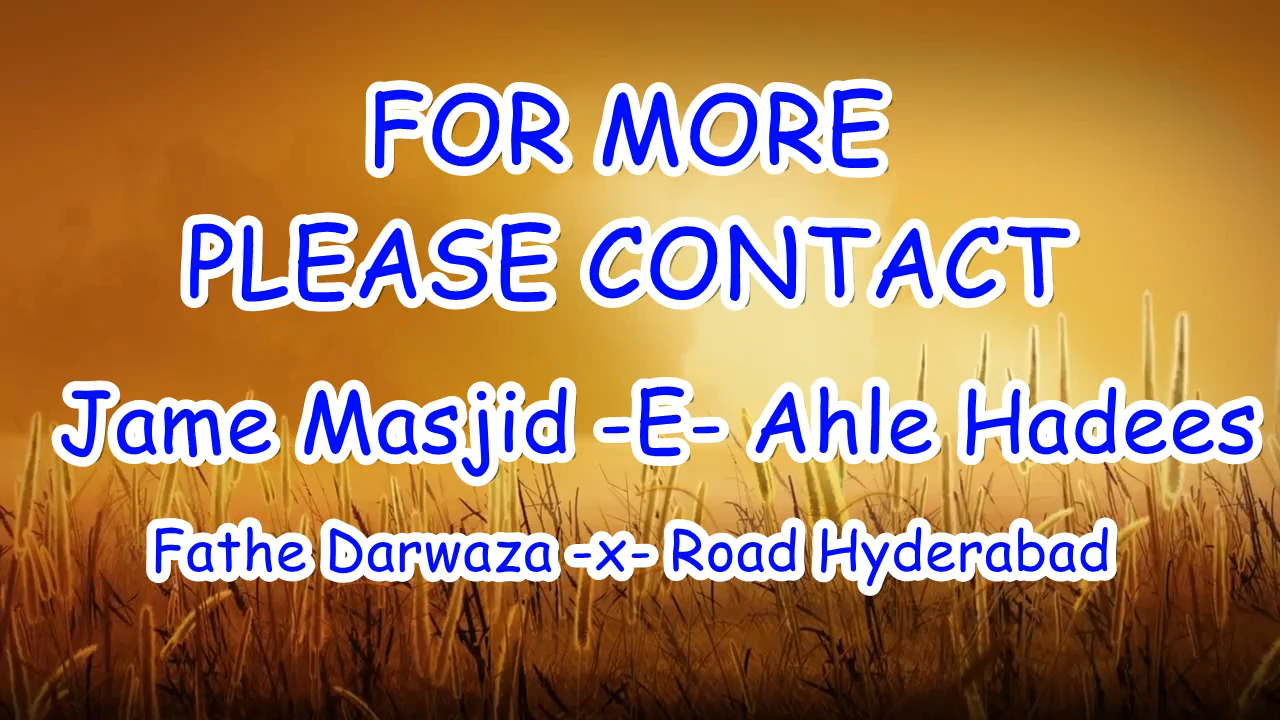 FOR MORE
PLEASE CONTACT
Jame Masjid -E- Ahle Hadees
Fathe Darwaza -x- Road Hyderabad